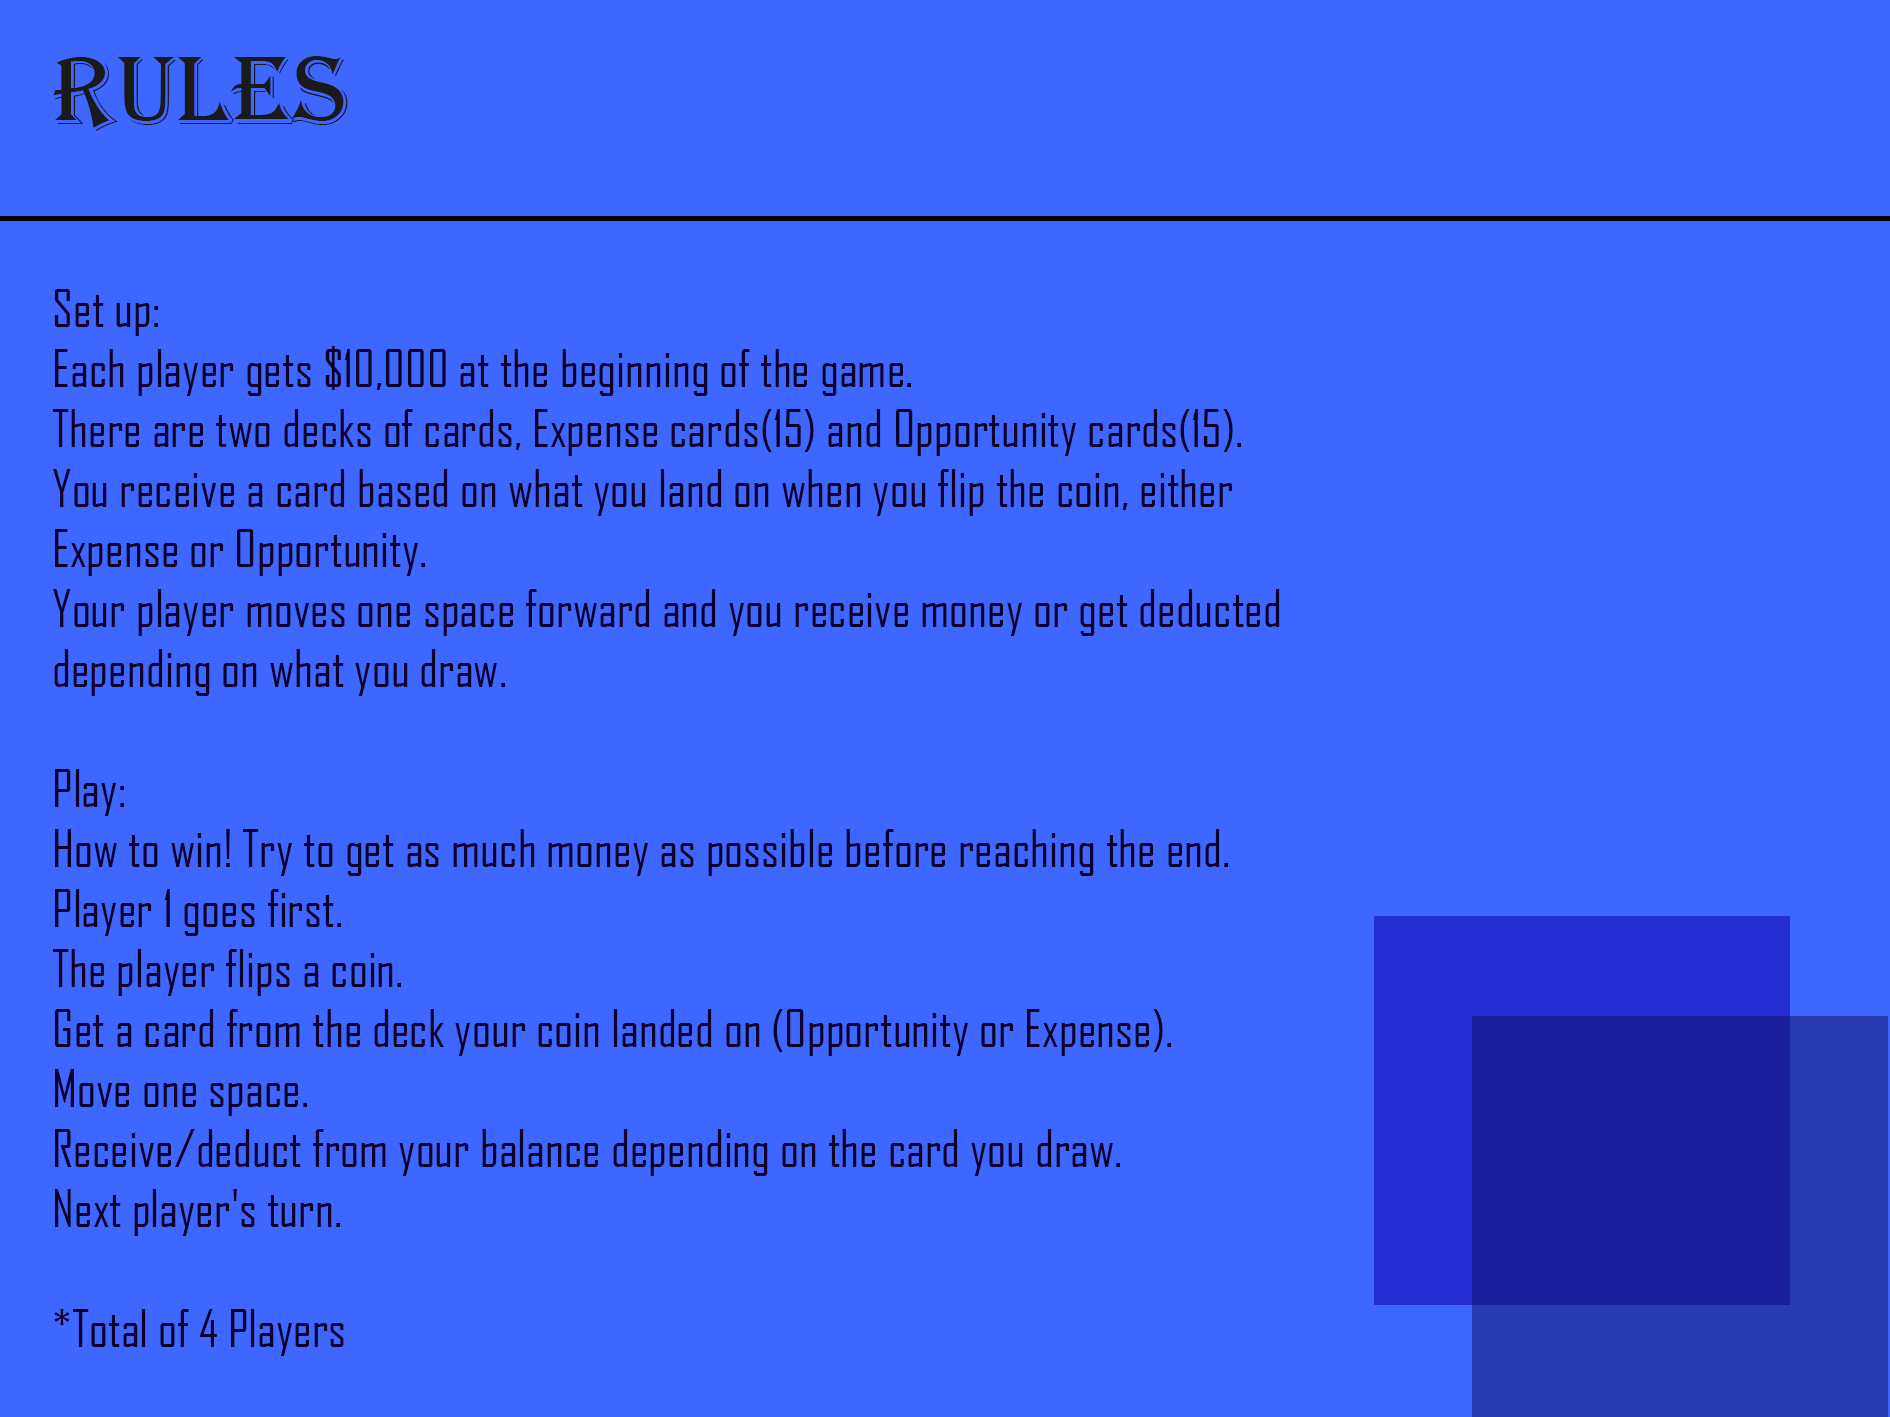 RULES
Set up:
Each player gets $10,000 at the beginning of the game.
There are two decks of cards, Expense cards(15) and Opportunity cards(15).
You receive a card based on what you land on when you flip the coin, either
Expense or Opportunity.
Your player moves one space forward and you receive money or get deducted
depending on what you draw.
Play:
How to win! Try to get as much money as possible before reaching the end.
Player 1 goes first.
The player flips a coin.
Get a card from the deck your coin landed on (Opportunity or Expense).
Move one space.
Receive/deduct from your balance depending on the card you draw.
Next player's turn.
*Total of 4 Players